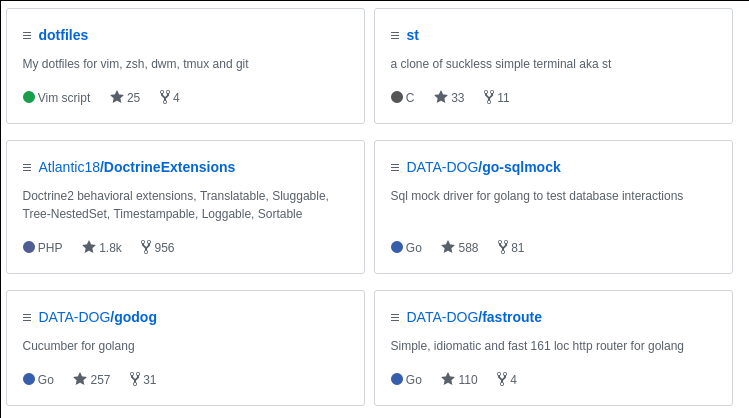 dotfiles
My dotfiles for vim, zsh, dwm, tmux and git
Vim script 25 4
st
a clone of suckless simple terminal aka st
C 33 11
Atlantic18/DoctrineExtensions
Doctrine2 behavioral extensions, Translatable, Sluggable,
Tree-NestedSet, Timestampable, Loggable, Sortable
PHP 1.8k 956
DATA-DOG/go-sqlmock
Sql mock driver for golang to test database interactions
Go 588 81
DATA-DOG/godog
Cucumber for golang
Go 257 31
DATA-DOG/fastroute
Simple, idiomatic and fast 161 loc http router for golang
Go 110 4